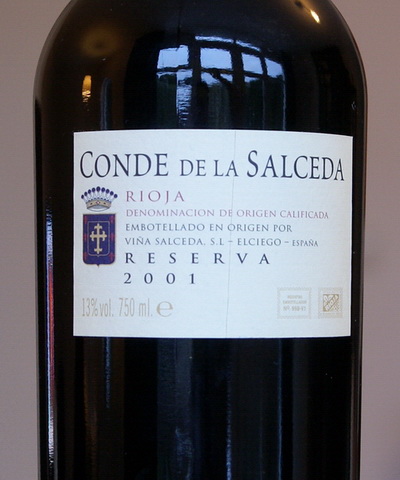 CONDE DE LA SALCEDA
RIOJA
DENOMINACION DE ORIGEN CALIFICADA
EMBOTELLADO EN ORIGEN POR
VIÑA SALCEDA, S.L - ELCIEGO - ESPAÑA
RESERVA
2001
13%vol. 750 ml. ℮